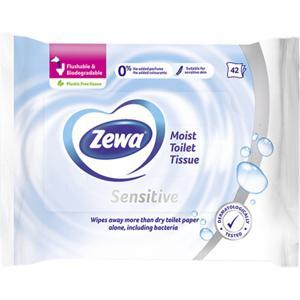 Flushable &
Biodegradable
Plastic Free tissue
0% No added perfume
No added colourants
Suitable for
sensitive skin
42
Zewa
Moist
Toilet
Tissue
Sensitive
Wipes away more than dry toilet paper
alone, including bacteria
DERMATOLOGICALLY
TESTED